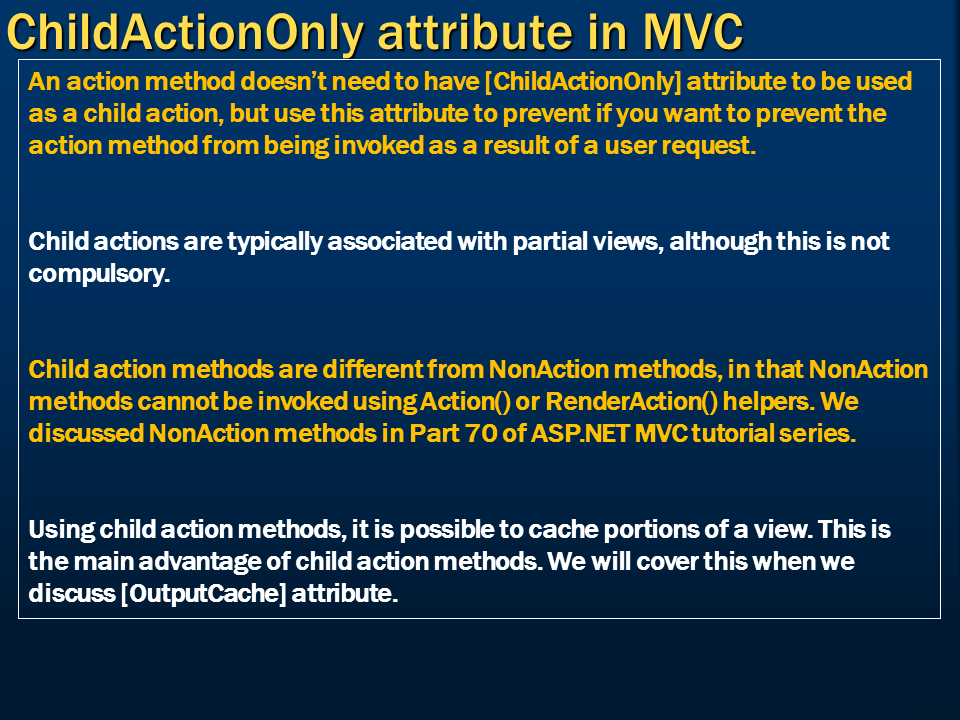 ChildActionOnly attribute in MVC
An action method doesn’t need to have [ChildActionOnly] attribute to be used
as a child action, but use this attribute to prevent if you want to prevent the
action method from being invoked as a result of a user request.
Child actions are typically associated with partial views, although this is not
compulsory.
Child action methods are different from NonAction methods, in that NonAction
methods cannot be invoked using Action() or RenderAction() helpers. We
discussed NonAction methods in Part 70 of ASP.NET MVC tutorial series.
Using child action methods, it is possible to cache portions of a view. This is
the main advantage of child action methods. We will cover this when we
discuss [OutputCache] attribute.